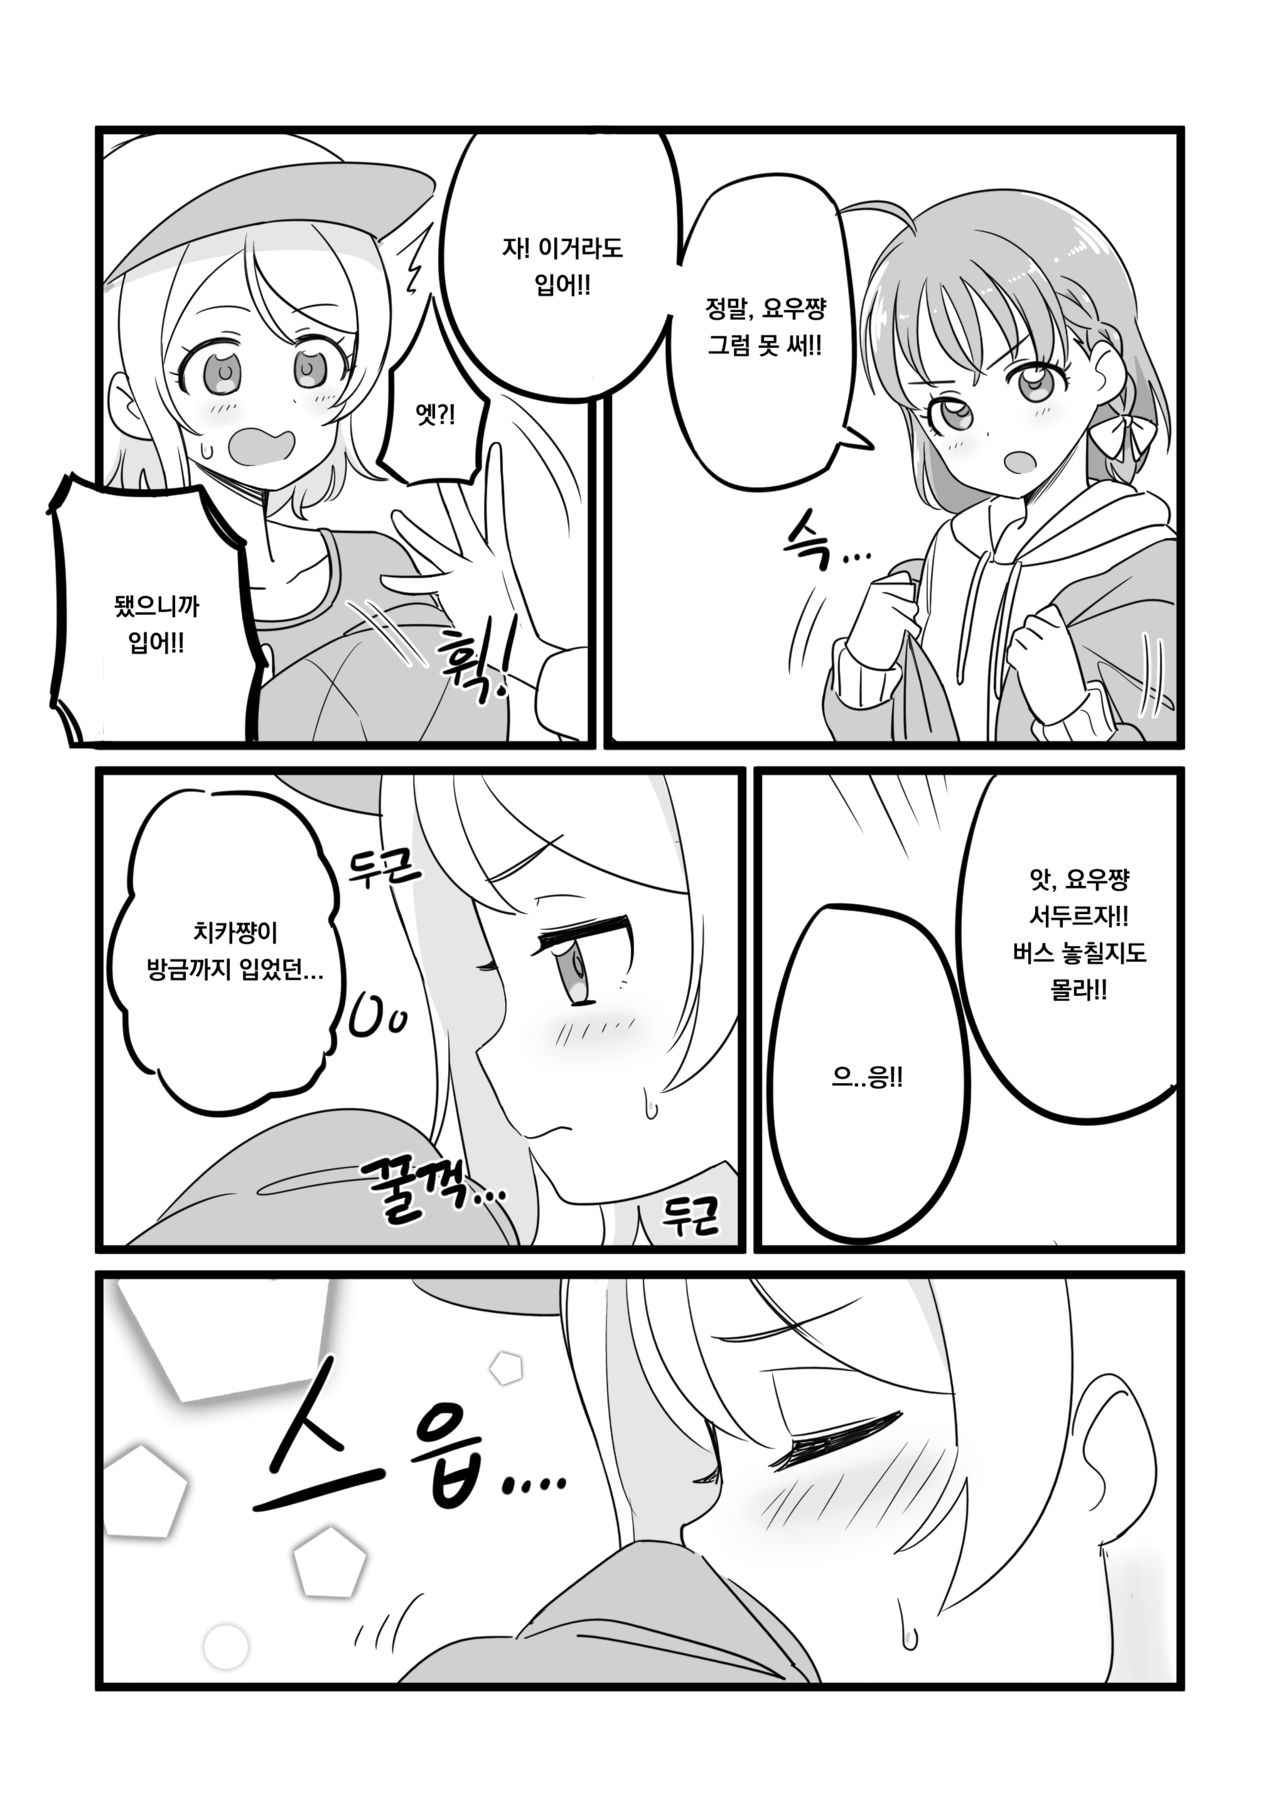 정말, 요우쨩
그럼 못 써!!
슥...
자! 이거라도
입어!!
엣?!
휙!
됐으니까
입어!!
앗, 요우쨩
서두르자!!
버스 놓칠지도
몰라!!
으..응!!
두근
치카쨩이
방금까지 입었던...
꿀꺽...
두근
스읍....